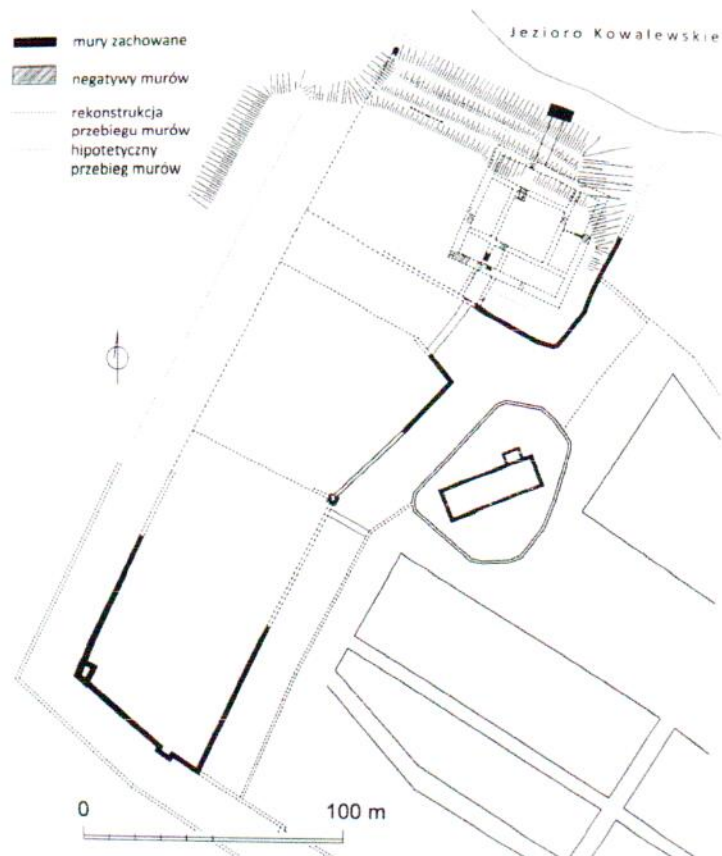 Jezioro Kowalewskie
mury zachowane
negatywy murów
rekonstrukcja
przebiegu murów
hipotetyczny
przebieg murów
0
100 m